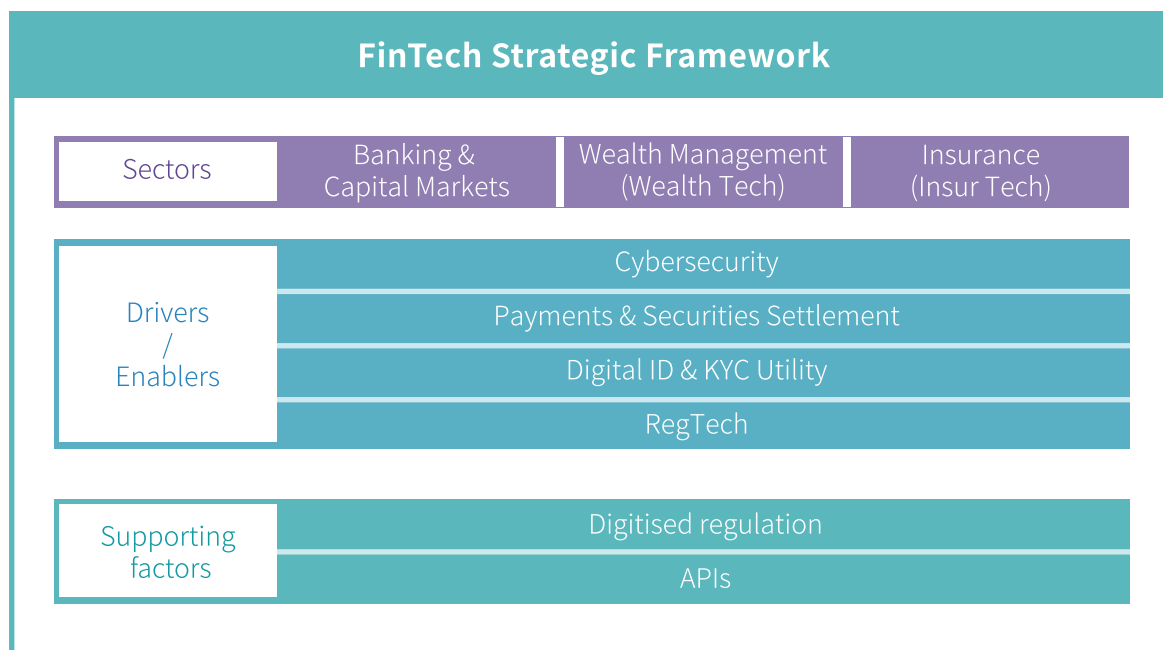 FinTech Strategic Framework
Sectors
Banking &
Capital Markets
Wealth Management
(Wealth Tech)
Insurance
(Insur Tech)
Drivers
/
Enablers
Cybersecurity
Payments & Securities Settlement
Digital ID & KYC Utility
RegTech
Supporting
factors
Digitised regulation
APIs